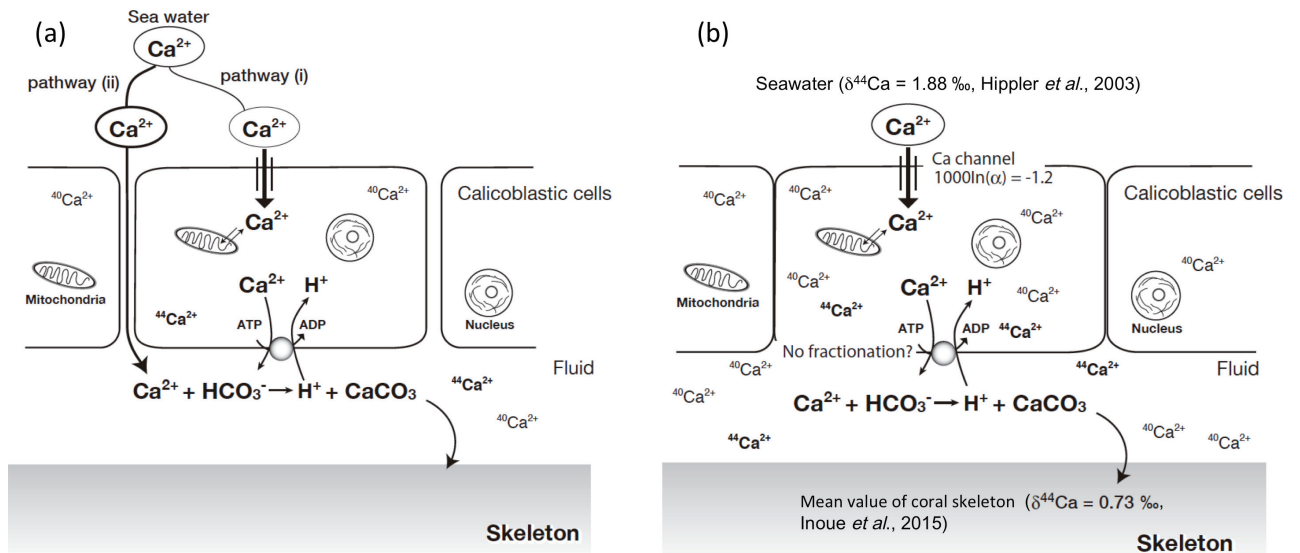 (a)
Sea water
Ca²⁺
pathway (ii)
pathway (i)
Ca²⁺
Ca²⁺
⁴⁰Ca²⁺
⁴⁰Ca²⁺
Calicoblastic cells
Ca²⁺
Mitochondria
Ca²⁺
H⁺
⁴⁴Ca²⁺
ATP
ADP
Nucleus
Fluid
Ca²⁺ + HCO₃⁻ → H⁺ + CaCO₃
⁴⁴Ca²⁺
⁴⁰Ca²⁺
Skeleton
(b)
Seawater (δ⁴⁴Ca = 1.88 ‰, Hippler et al., 2003)
Ca²⁺
Ca channel
1000ln(α) = -1.2
⁴⁰Ca²⁺
⁴⁰Ca²⁺
Calicoblastic cells
Ca²⁺
⁴⁰Ca²⁺
Mitochondria
⁴⁰Ca²⁺
Ca²⁺
H⁺
⁴⁰Ca²⁺
⁴⁰Ca²⁺
⁴⁴Ca²⁺
ATP
ADP
⁴⁴Ca²⁺
Nucleus
No fractionation?
Fluid
⁴⁰Ca²⁺
⁴⁴Ca²⁺
⁴⁰Ca²⁺
Ca²⁺ + HCO₃⁻ → H⁺ + CaCO₃
⁴⁴Ca²⁺
⁴⁰Ca²⁺
⁴⁰Ca²⁺
Mean value of coral skeleton (δ⁴⁴Ca = 0.73 ‰,
Inoue et al., 2015)
Skeleton